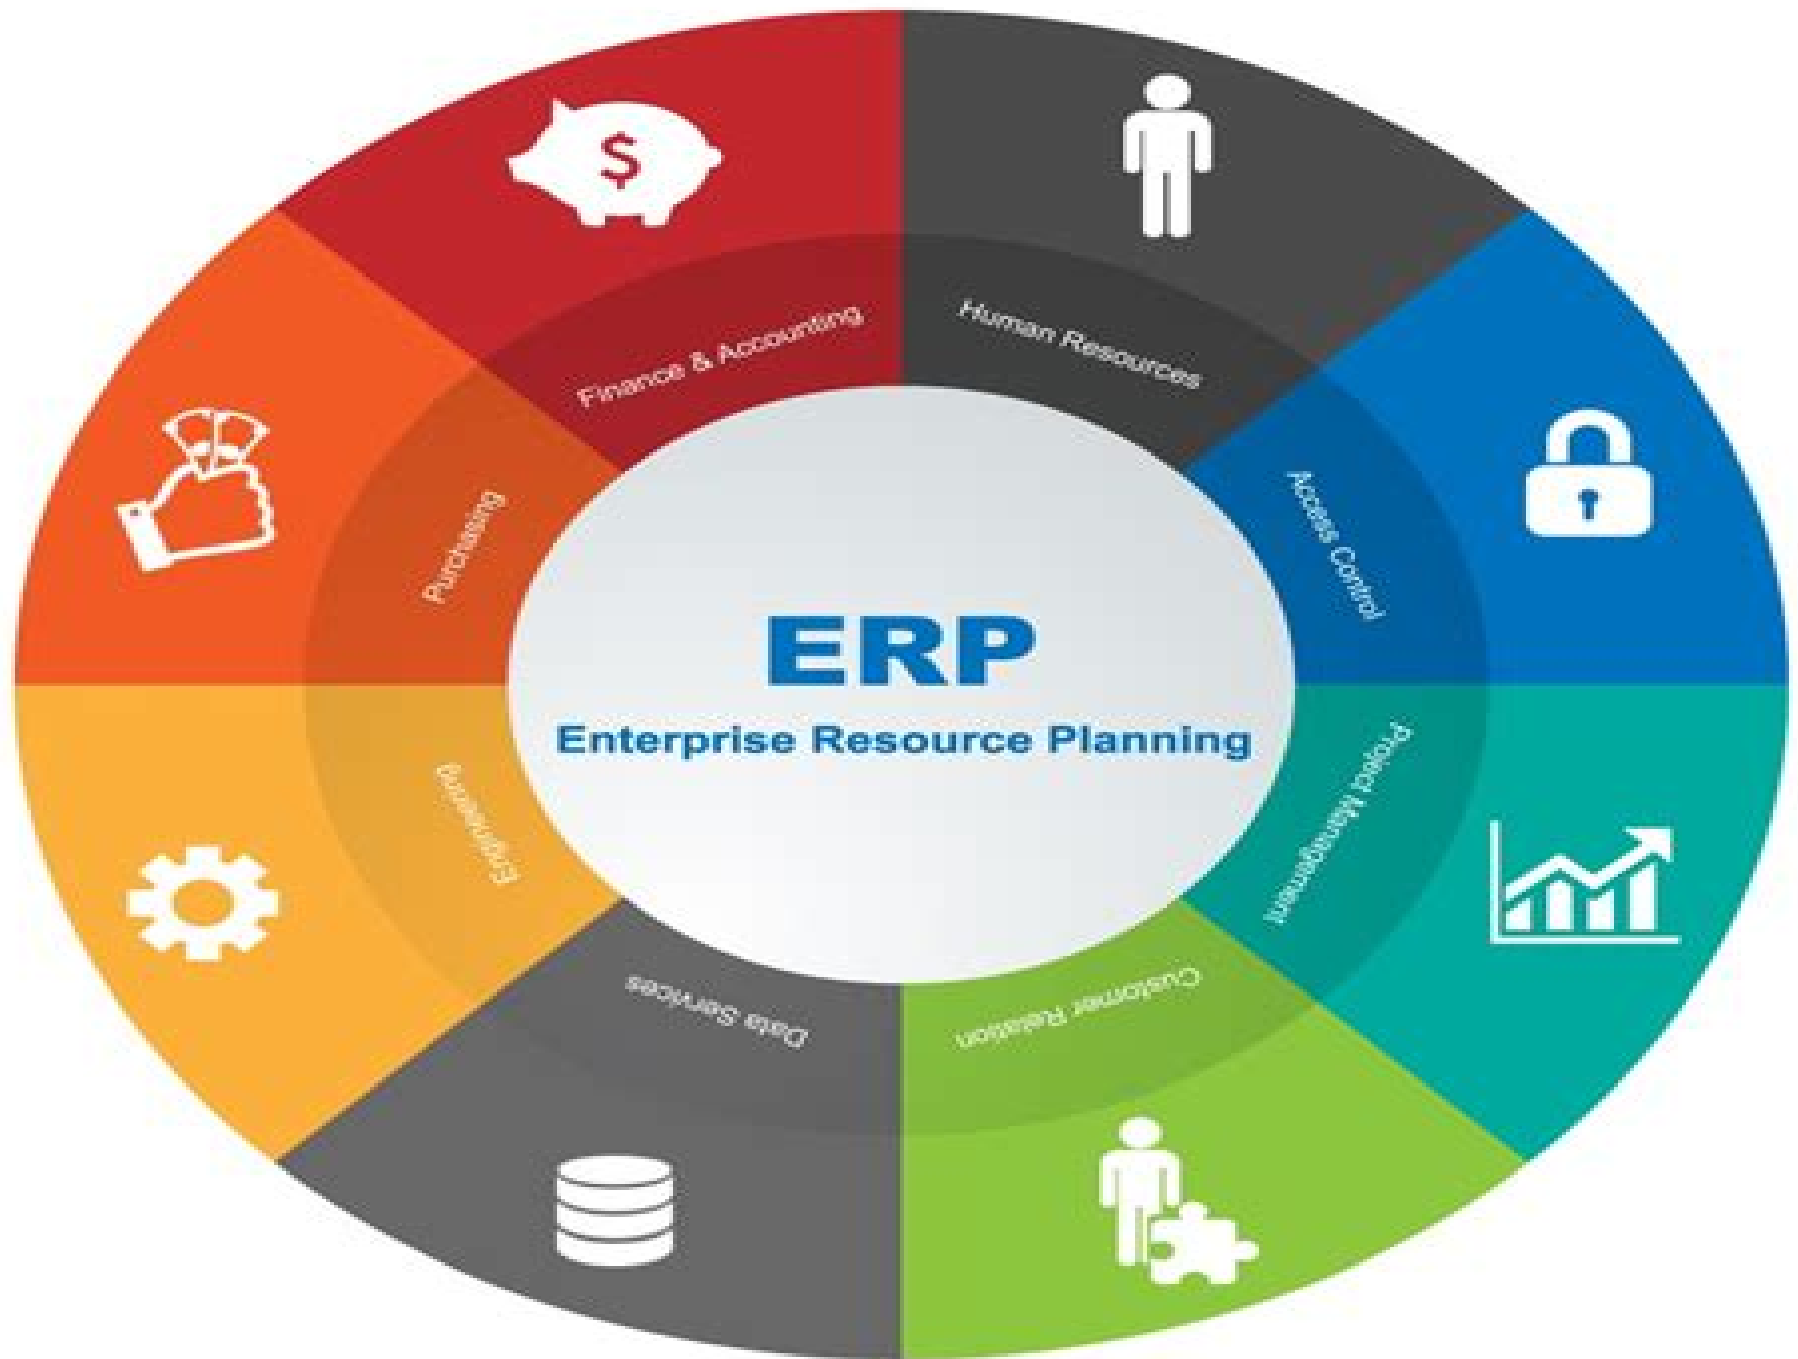 $
Finance & Accounting
Human Resources
Access Control
Project Management
Customer Relation
Data Services
Engineering
Purchasing
ERP
Enterprise Resource Planning